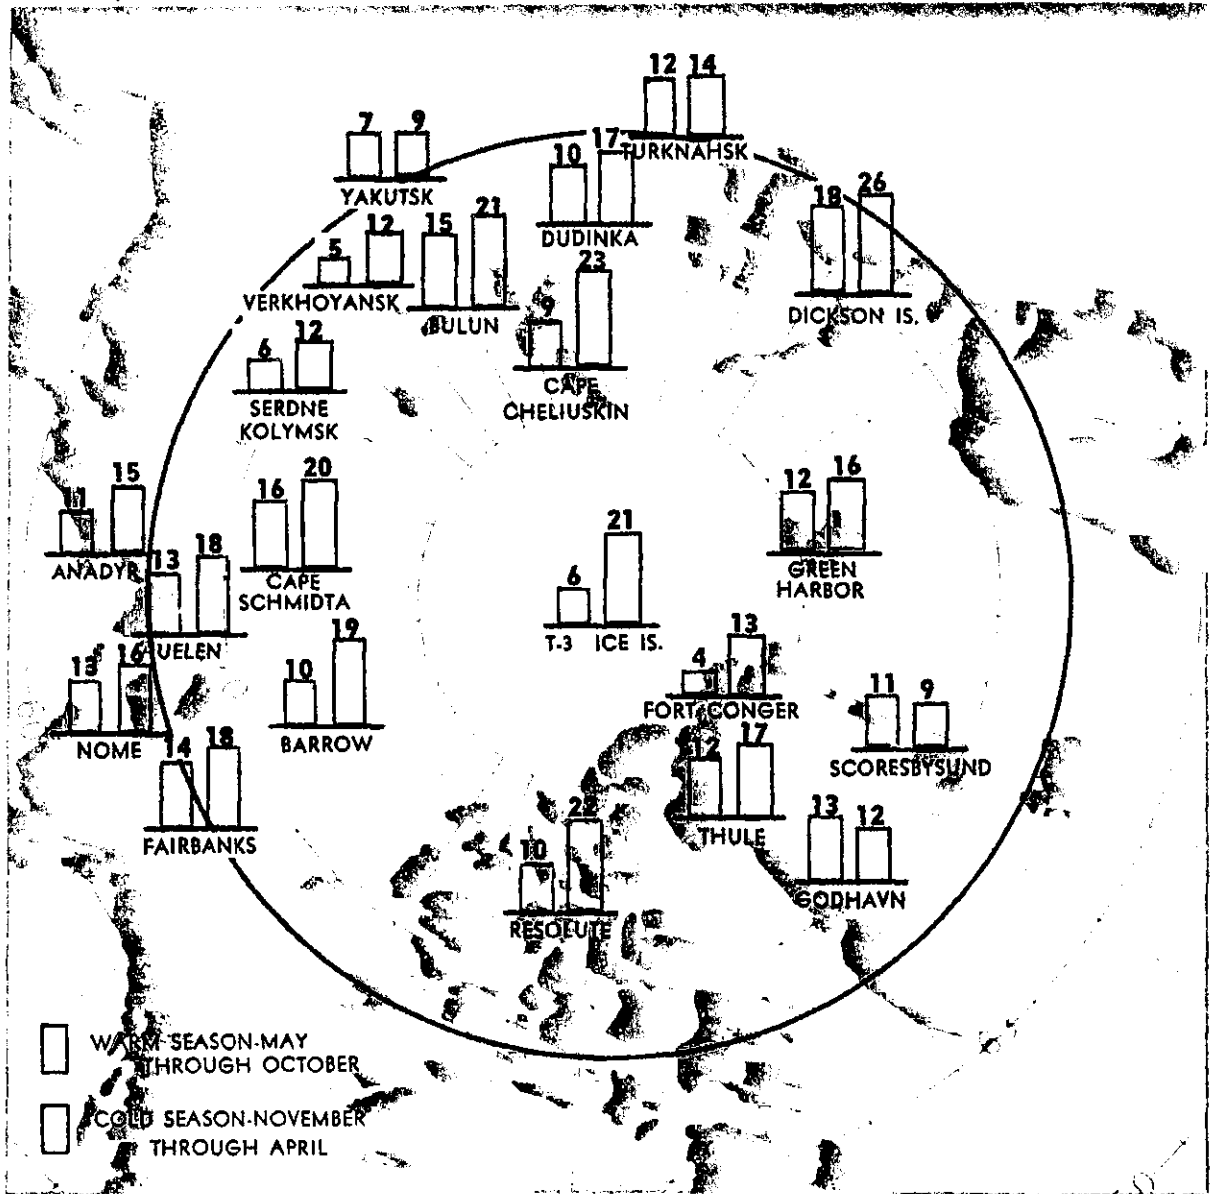 12 14
TURKNAHSK
7 9
YAKUTSK
10 17
DUDINKA
18 26
DICKSON IS.
5 12
VERKHOYANSK
15 21
BULUN
9 23
CAPE
CHELIUSKIN
6 12
SERDNE
KOLYMSK
11 15
ANADYR
16 20
CAPE
SCHMIDTA
12 16
GREEN
HARBOR
13 18
UELEN
6 21
T-3 ICE IS.
13 16
NOME
10 19
BARROW
4 13
FORT CONGER
11 9
SCORESBYSUND
14 18
FAIRBANKS
12 17
THULE
13 12
GODHAVN
10
RESOLUTE
WARM SEASON-MAY
THROUGH OCTOBER
COLD SEASON-NOVEMBER
THROUGH APRIL